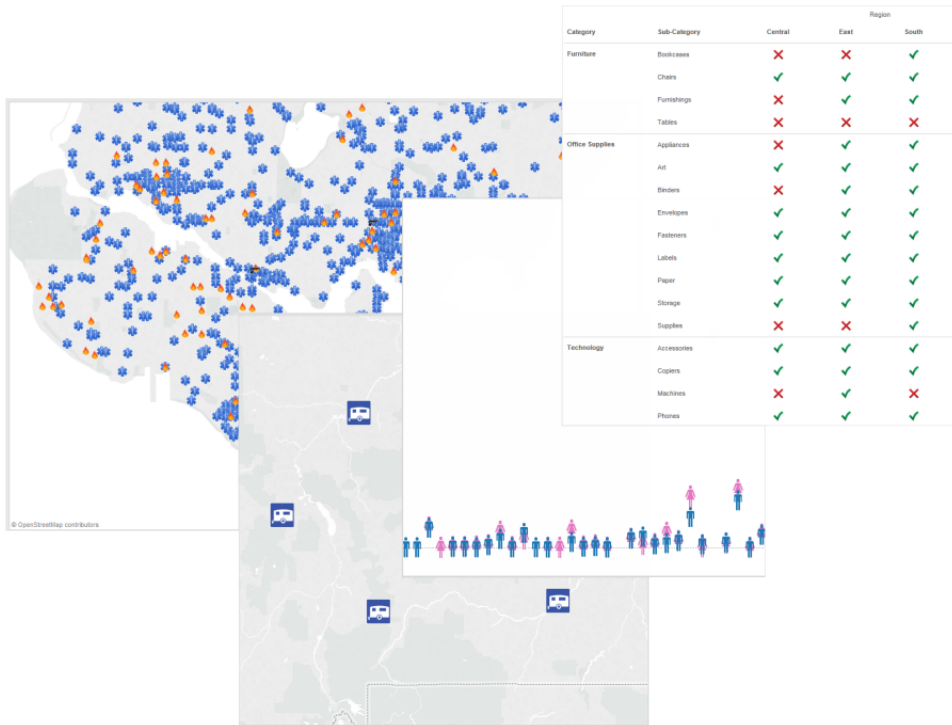 Region
Category Sub-Category Central East South
Furniture Bookcases
Chairs
Furnishings
Tables
Office Supplies Appliances
Art
Binders
Envelopes
Fasteners
Labels
Paper
Storage
Supplies
Technology Accessories
Copiers
Machines
Phones
© OpenStreetMap contributors